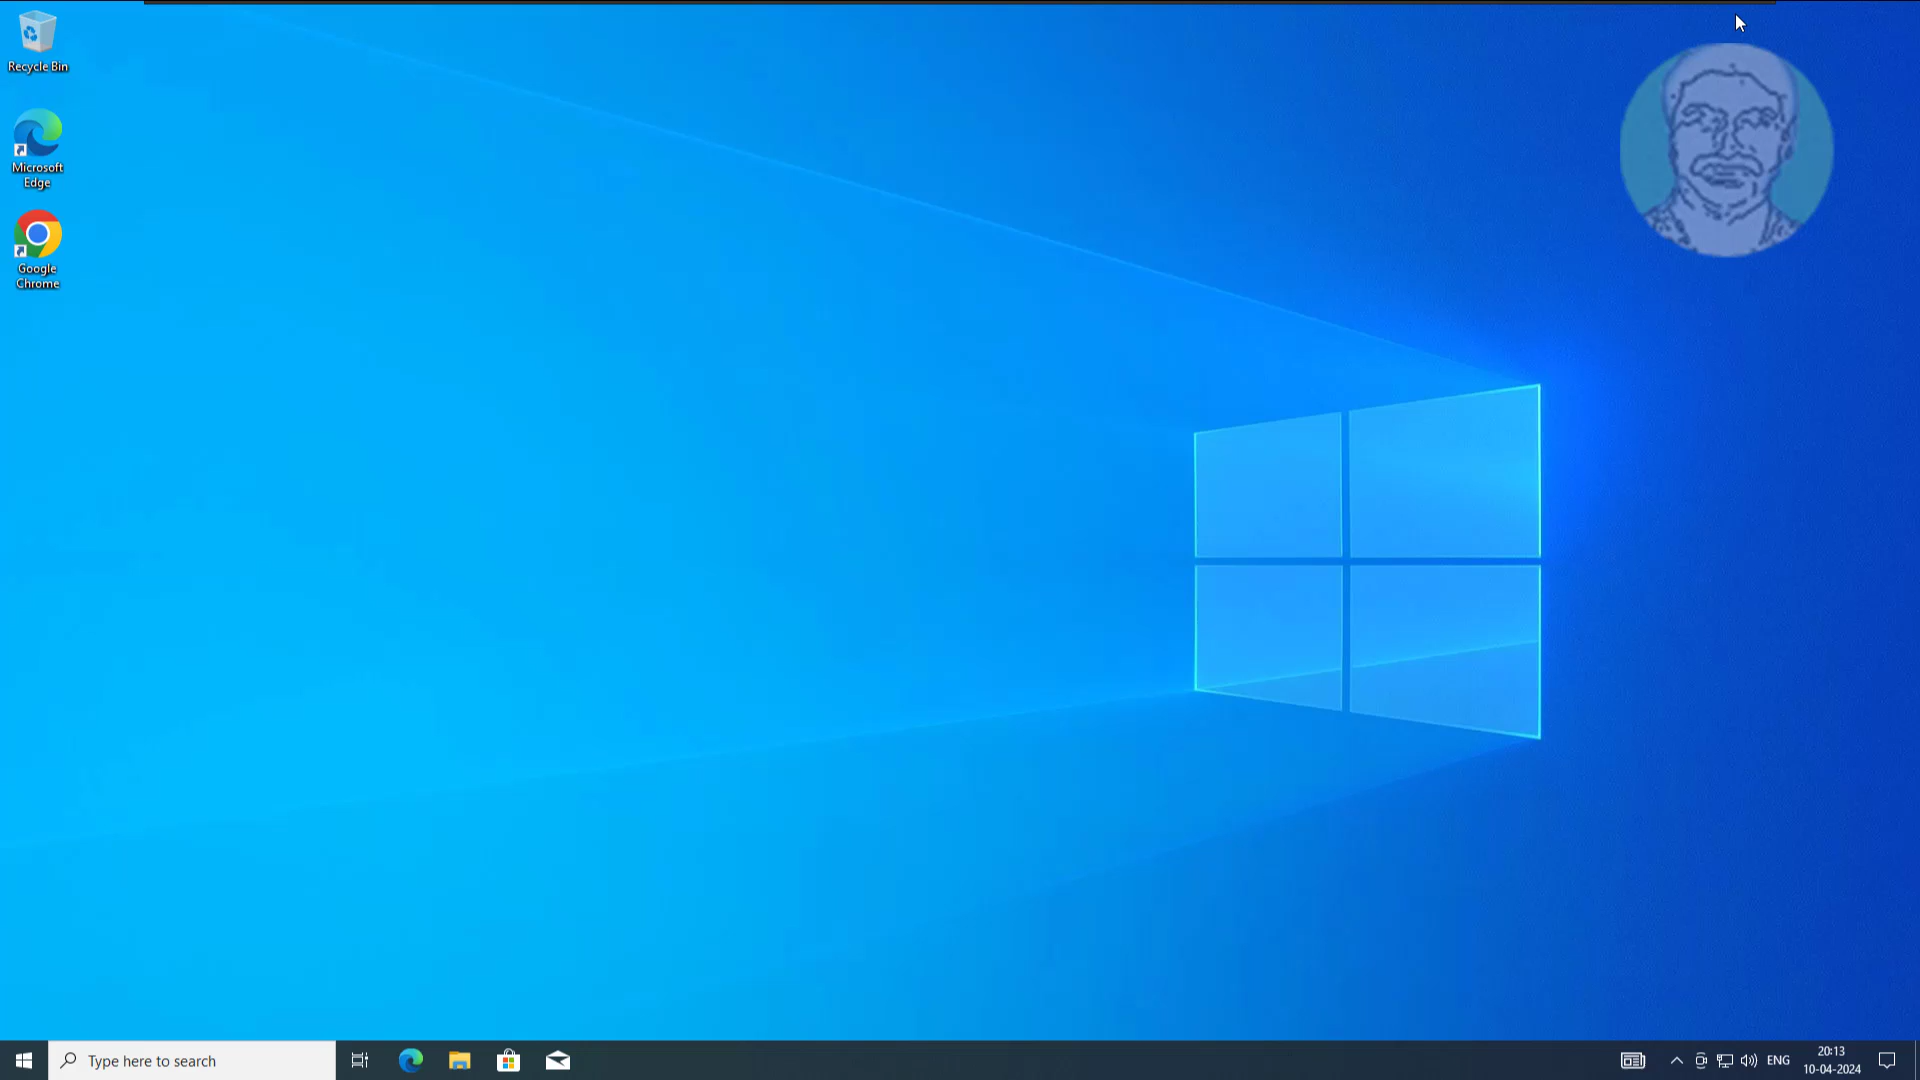 Recycle Bin
Microsoft
Edge
Google
Chrome
Type here to search
ENG
20:13
10-04-2024